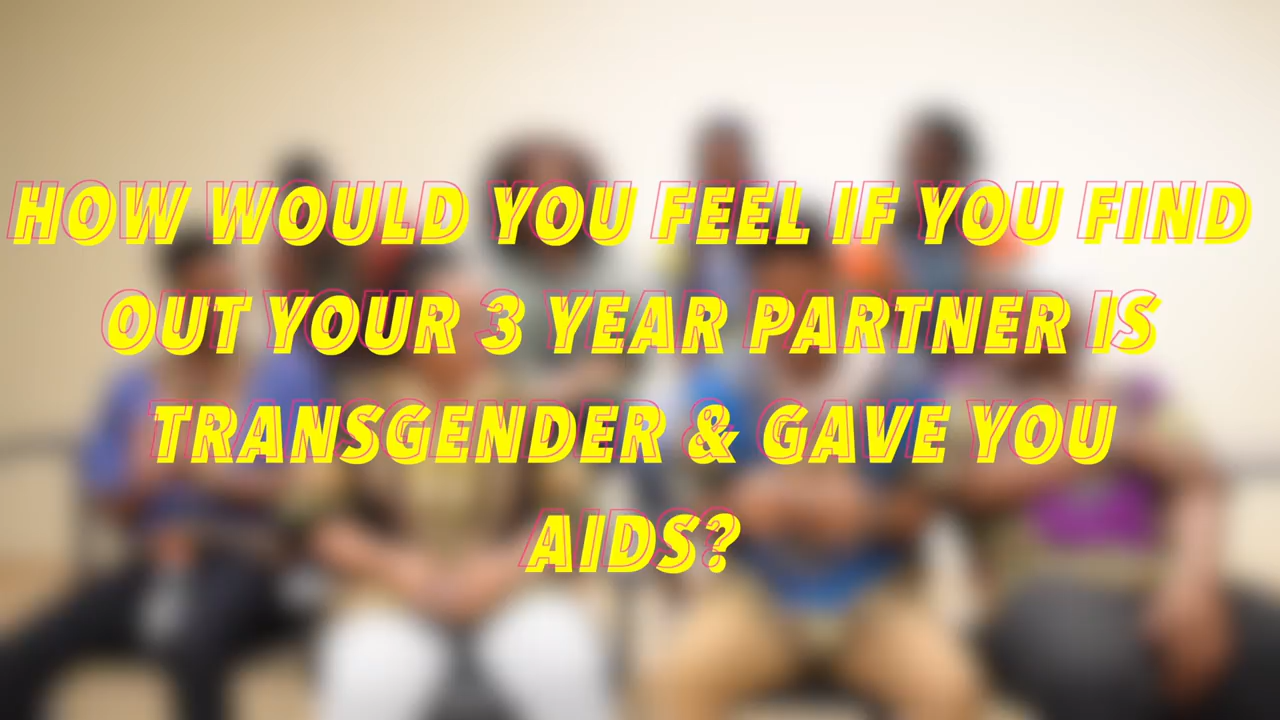 HOW WOULD YOU FEEL IF YOU FIND
OUT YOUR 3 YEAR PARTNER IS
TRANSGENDER & GAVE YOU
AIDS?